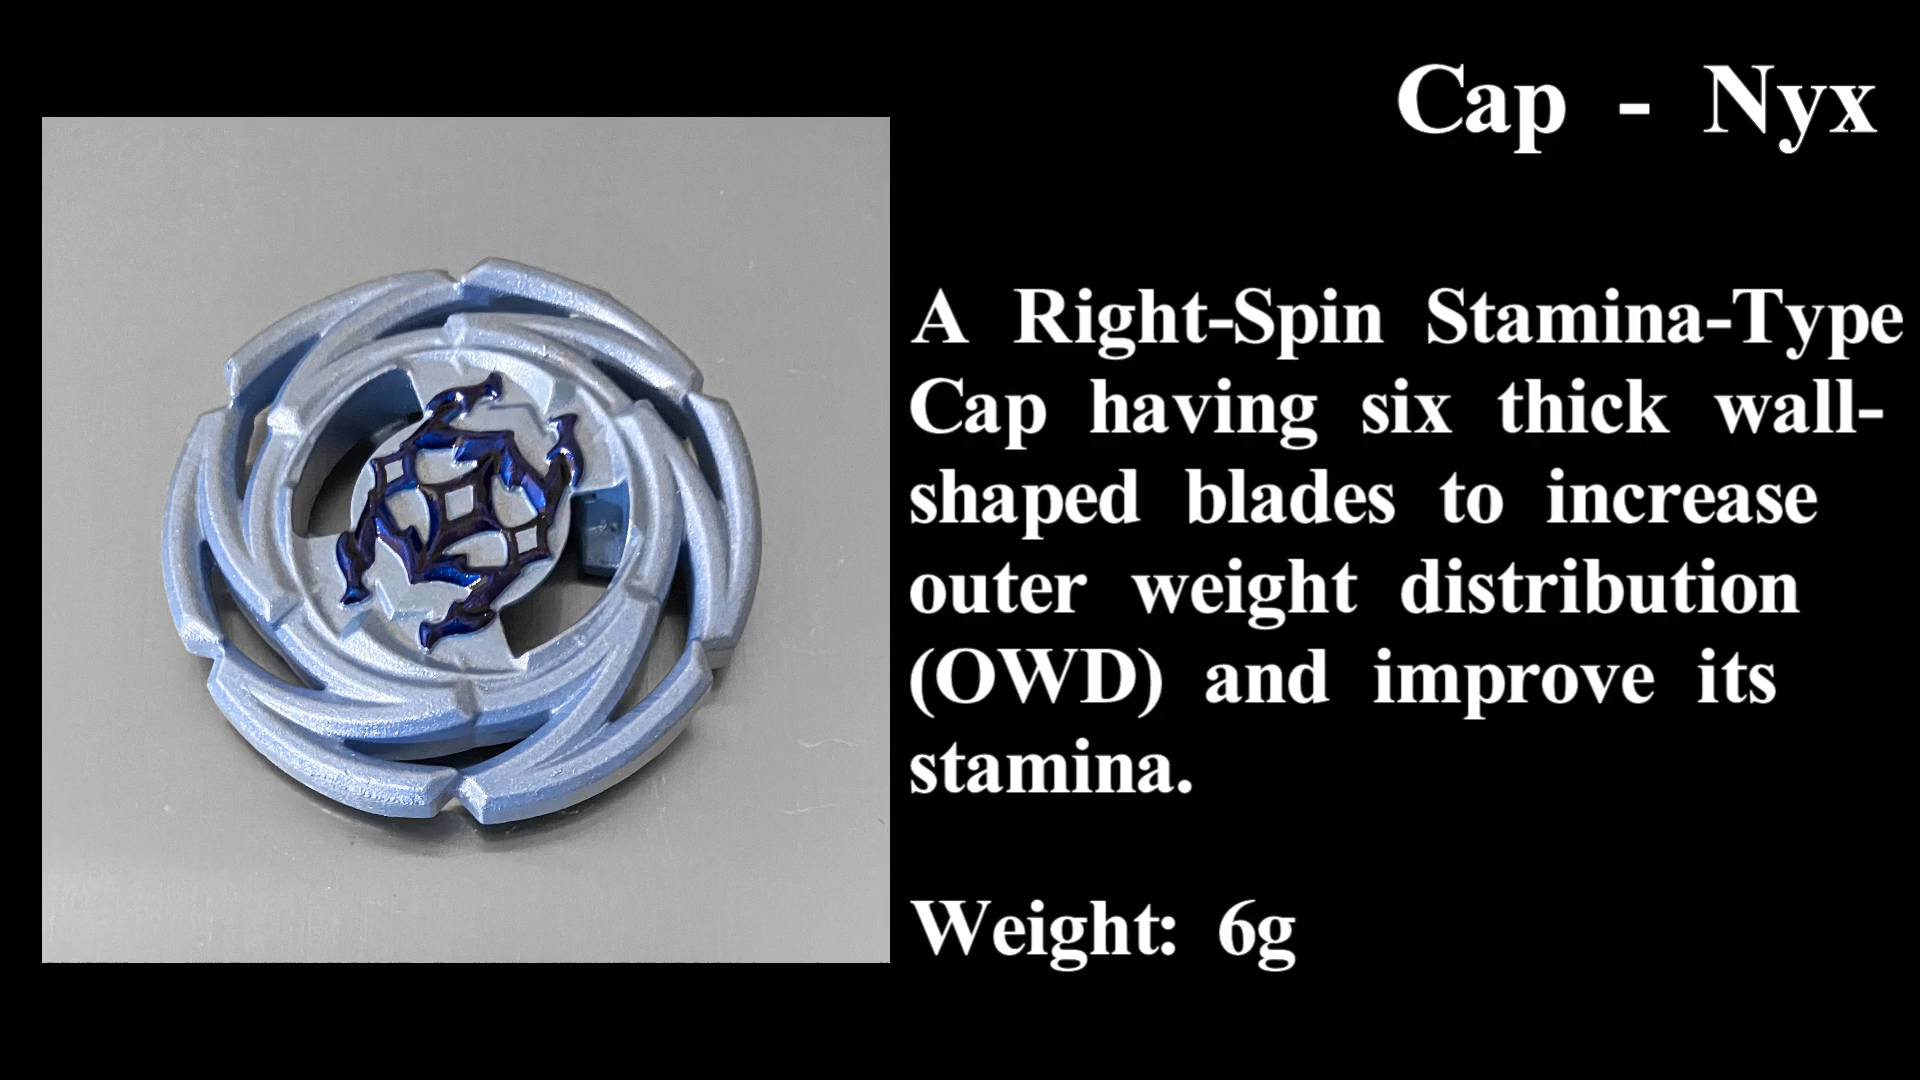 Cap - Nyx
A Right-Spin Stamina-Type
Cap having six thick wall-
shaped blades to increase
outer weight distribution
(OWD) and improve its
stamina.
Weight: 6g